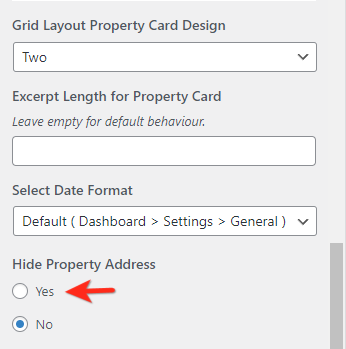 Grid Layout Property Card Design
Two
Excerpt Length for Property Card
Leave empty for default behaviour.
Select Date Format
Default ( Dashboard > Settings > General )
Hide Property Address
Yes
No